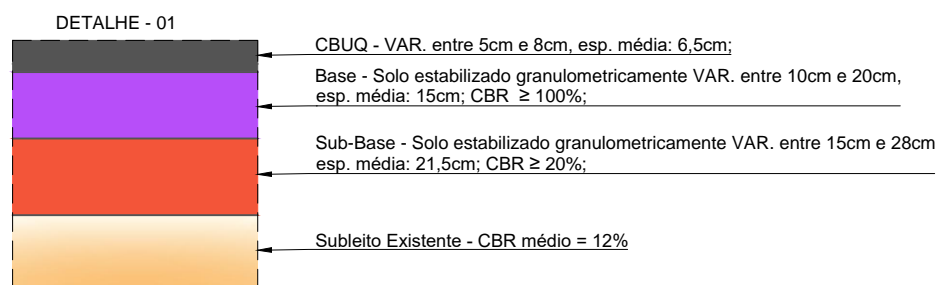 DETALHE - 01
CBUQ - VAR. entre 5cm e 8cm, esp. média: 6,5cm;
Base - Solo estabilizado granulometricamente VAR. entre 10cm e 20cm,
esp. média: 15cm; CBR ≥ 100%;
Sub-Base - Solo estabilizado granulometricamente VAR. entre 15cm e 28cm
esp. média: 21,5cm; CBR ≥ 20%;
Subleito Existente - CBR médio = 12%